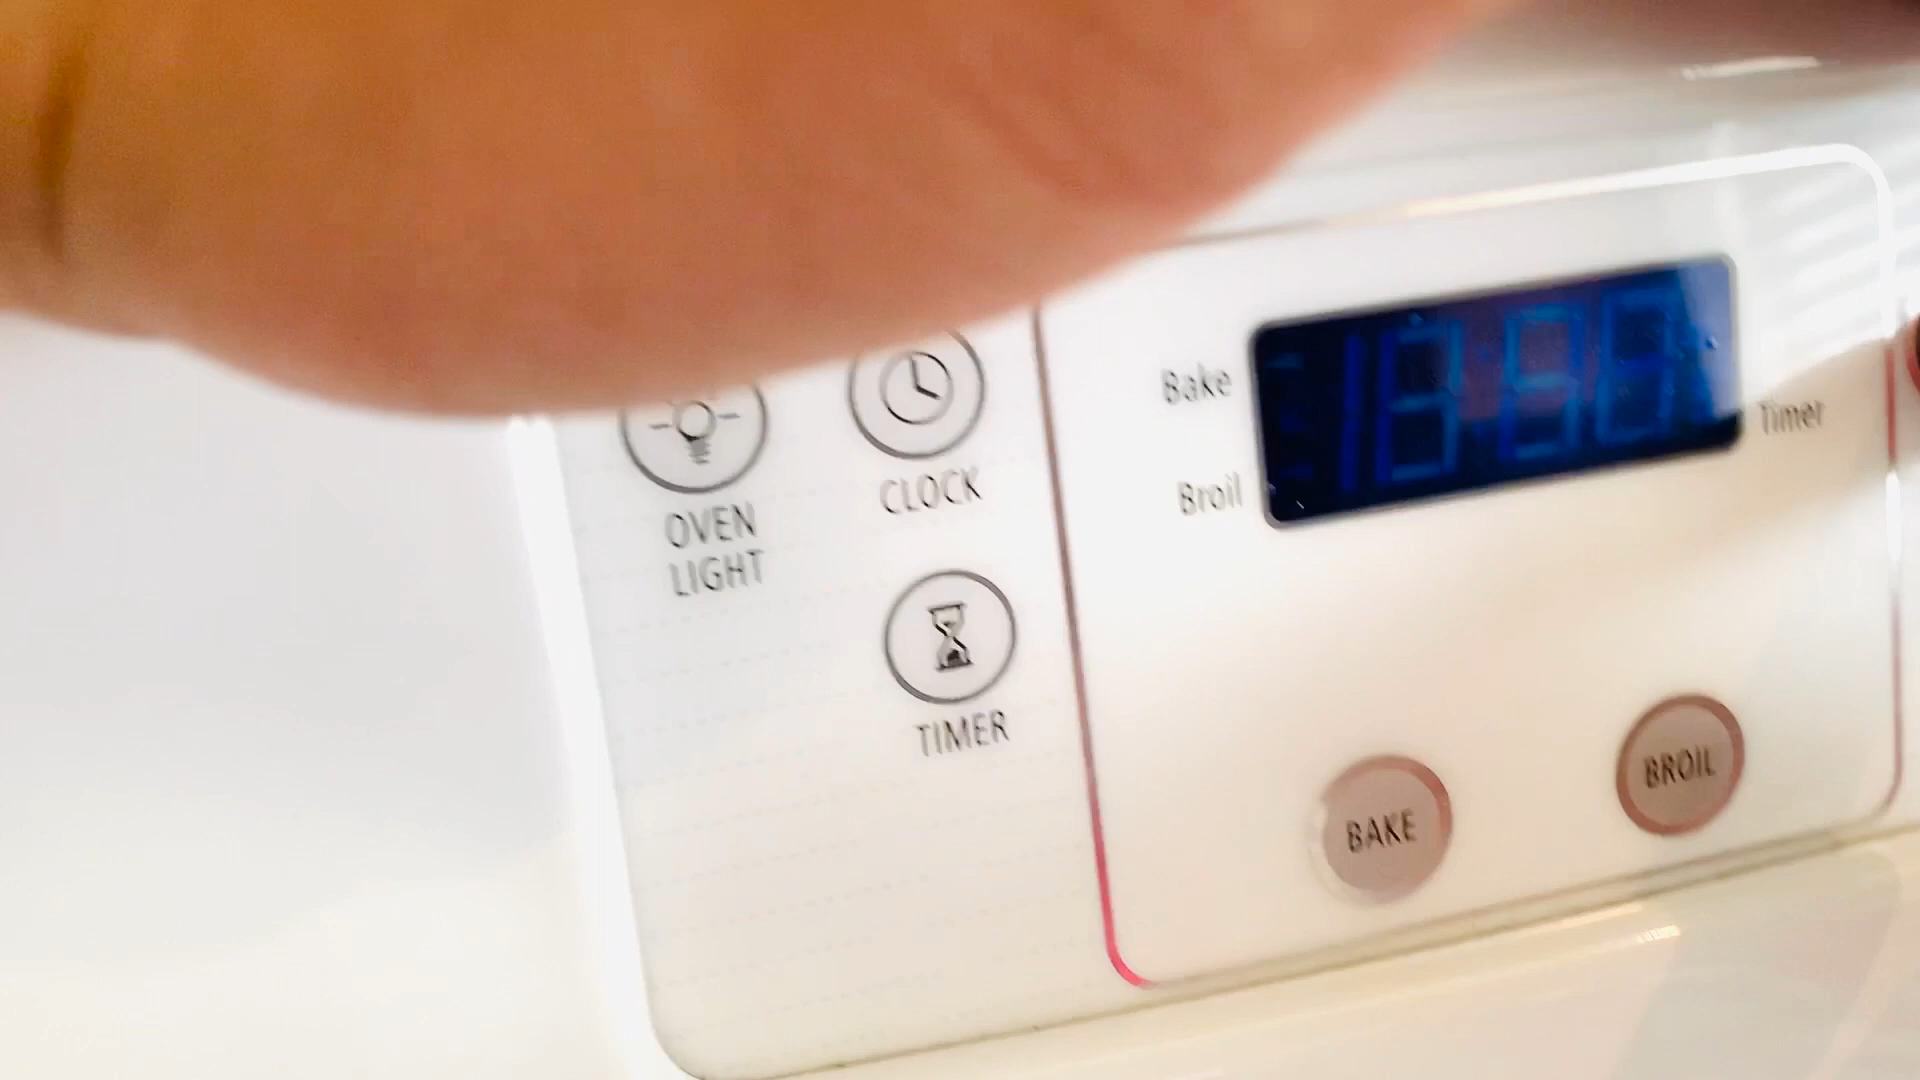 OVEN
LIGHT
CLOCK
TIMER
Bake
Broil
Timer
BAKE
BROIL